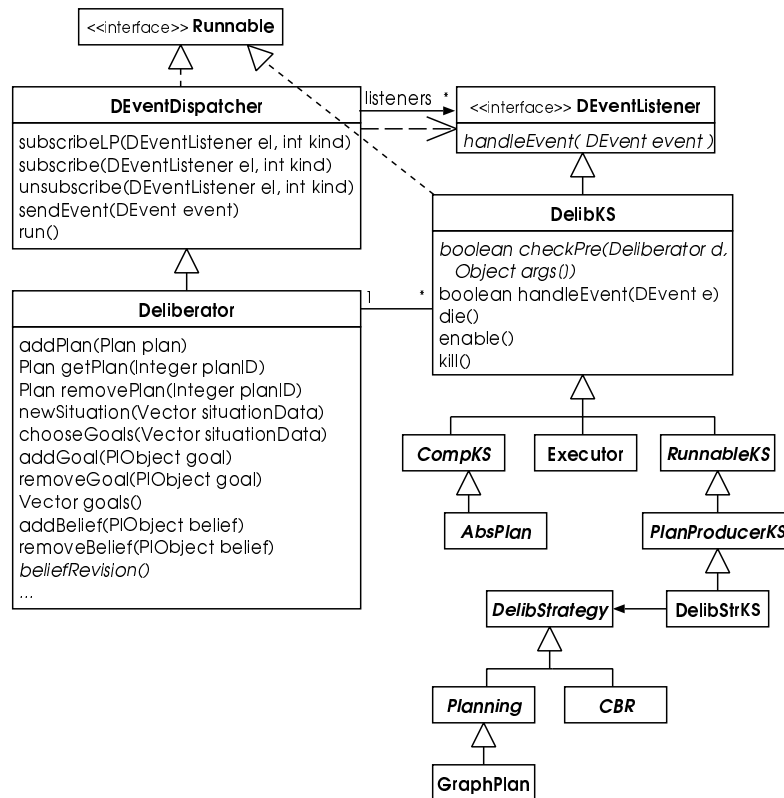 <<interface>> Runnable
DEventDispatcher
subscribeLP(DEventListener el, int kind)
subscribe(DEventListener el, int kind)
unsubscribe(DEventListener el, int kind)
sendEvent(DEvent event)
run()
listeners *
<<interface>> DEventListener
handleEvent( DEvent event )
DelibKS
boolean checkPre(Deliberator d,
Object args())
boolean handleEvent(DEvent e)
die()
enable()
kill()
1 *
Deliberator
addPlan(Plan plan)
Plan getPlan(Integer planID)
Plan removePlan(Integer planID)
newSituation(Vector situationData)
chooseGoals(Vector situationData)
addGoal(PlObject goal)
removeGoal(PlObject goal)
Vector goals()
addBelief(PlObject belief)
removeBelief(PlObject belief)
beliefRevision()
...
CompKS
Executor
RunnableKS
AbsPlan
PlanProducerKS
DelibStrategy
DelibStrKS
Planning
CBR
GraphPlan